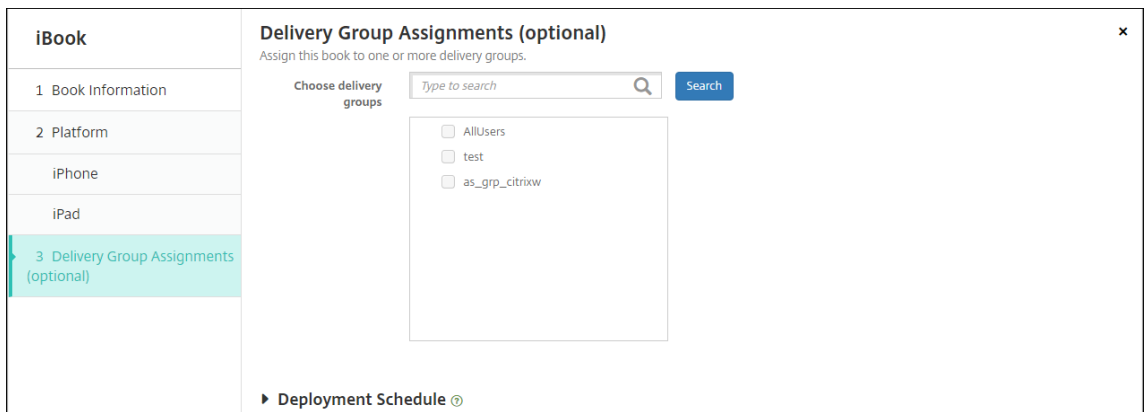 iBook
1 Book Information
2 Platform
iPhone
iPad
3 Delivery Group Assignments
(optional)
Delivery Group Assignments (optional)
Assign this book to one or more delivery groups.
Choose delivery
groups
Type to search
Search
AllUsers
test
as_grp_citrixw
Deployment Schedule